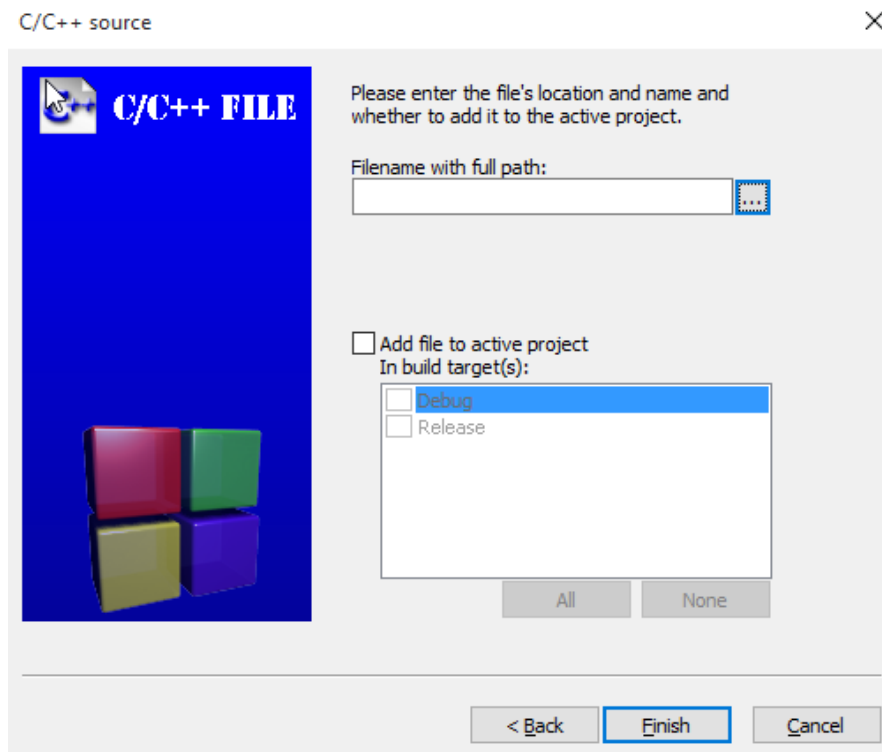 C/C++ source
C/C++ FILE
Please enter the file's location and name and
whether to add it to the active project.
Filename with full path:
...
Add file to active project
In build target(s):
Debug
Release
All
None
< Back
Finish
Cancel